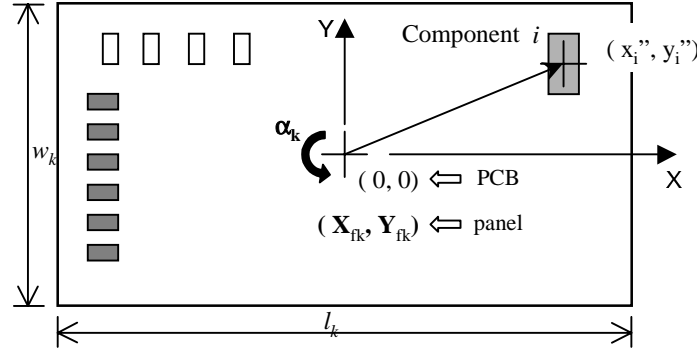 Y
Component i
( x_i”, y_i”)
α_k
w_k
X
( 0, 0) ⇐ PCB
( X_fk, Y_fk) ⇐ panel
l_k